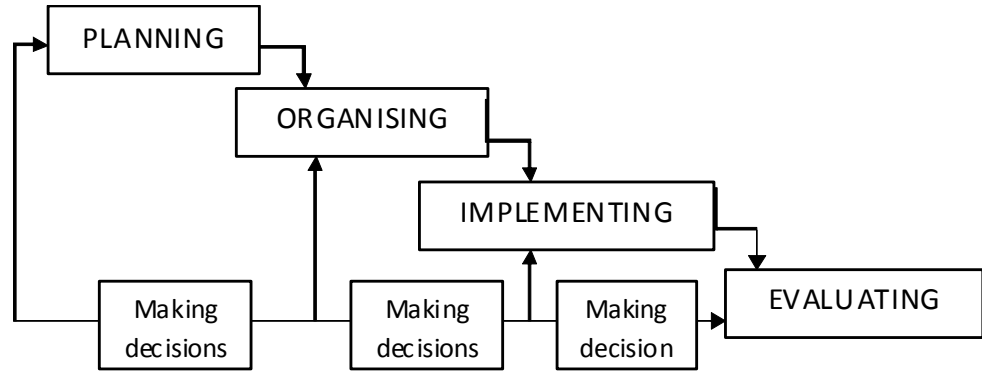 PLANNING
ORGANISING
IMPLEMENTING
EVALUATING
Making
decisions
Making
decisions
Making
decision